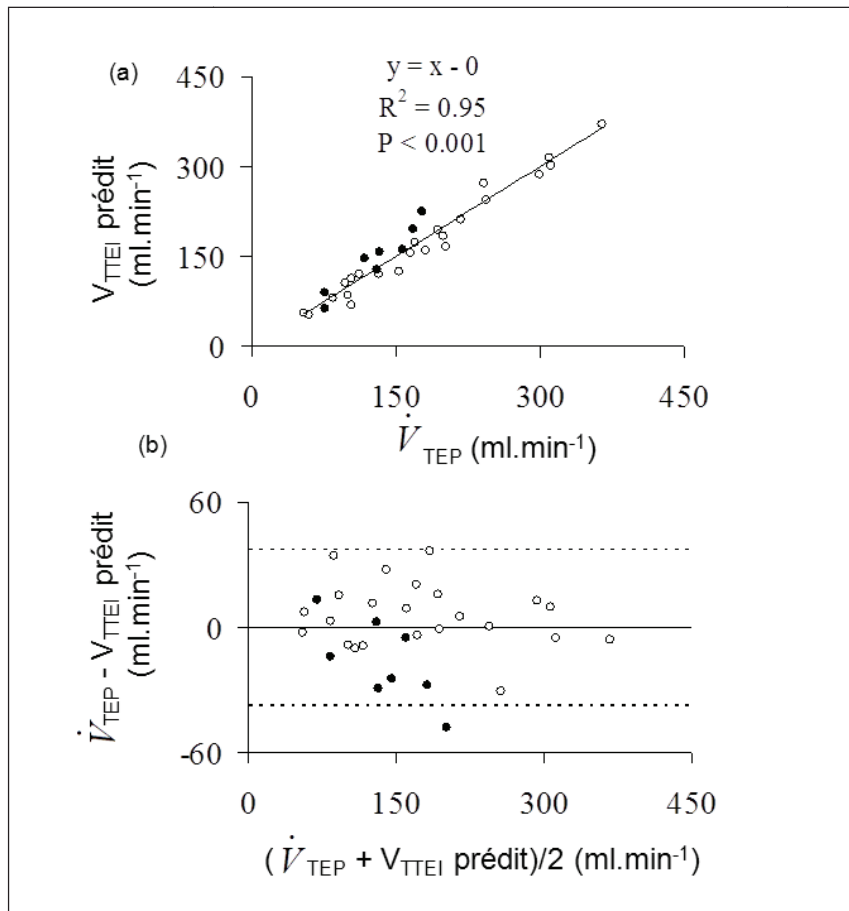 (a)
y = x - 0
R² = 0.95
P < 0.001
V_TTEI prédit
(ml.min⁻¹)
450
300
150
0
0 150 300 450
V̇ TEP (ml.min⁻¹)
(b)
V̇TEP - VTTEI prédit
(ml.min⁻¹)
60
0
-60
0 150 300 450
(V̇ TEP + VTTEI prédit)/2 (ml.min⁻¹)